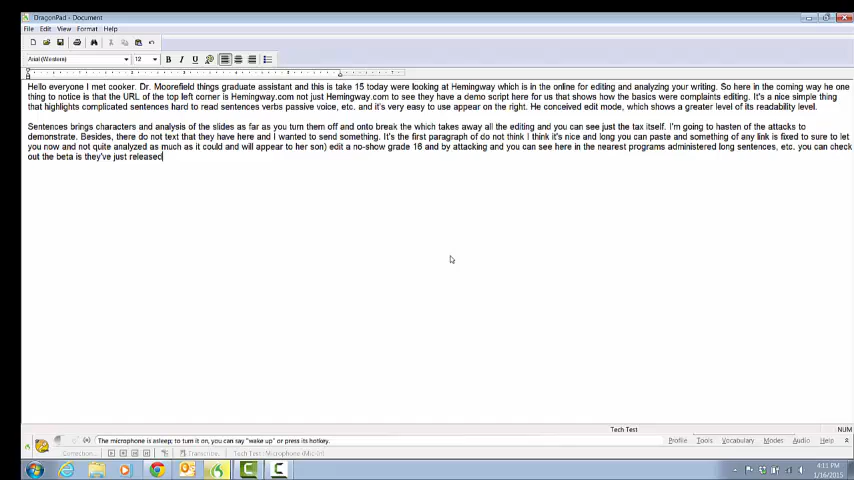 DragonPad - Document
File Edit View Format Help
Arial (Western) 12 B I U
Hello everyone I met cooker. Dr. Moorefield things graduate assistant and this is take 15 today were looking at Hemingway which is in the online for editing and analyzing your writing. So here in the coming way he one
thing to notice is that the URL of the top left corner is Hemingway.com not just Hemingway.com to see they have a demo script here for us that shows how the basics were complaints editing. It's a nice simple thing
that highlights complicated sentences hard to read sentences verbs passive voice, etc. and it's very easy to use appear on the right. He conceived edit mode, which shows a greater level of its readability level.
Sentences brings characters and analysis of the slides as far as you turn them off and onto break the which takes away all the editing and you can see just the tax itself. I'm going to hasten of the attacks to
demonstrate. Besides, there do not text that they have here and I wanted to send something. It's the first paragraph of do not think I think it's nice and long you can paste and something of any link is fixed to sure to let
you now and not quite analyzed as much as it could and will appear to her son) edit a no-show grade 16 and by attacking and you can see here in the nearest programs administered long sentences, etc. you can check
out the beta is they've just released
Tech Test NUM
The microphone is asleep; to turn it on, you can say "wake up" or press its hotkey.
Profile Tools Vocabulary Modes Audio Help
Correction... Transcribe... Tech Test : Microphone (Mic-In)
4:11 PM
1/16/2015